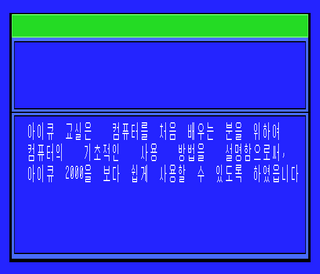 아이큐 교실은 컴퓨터를 처음 배우는 분을 위하여
컴퓨터의 기초적인 사용 방법을 설명함으로써,
아이큐 2000을 보다 쉽게 사용할 수 있도록 하였읍니다